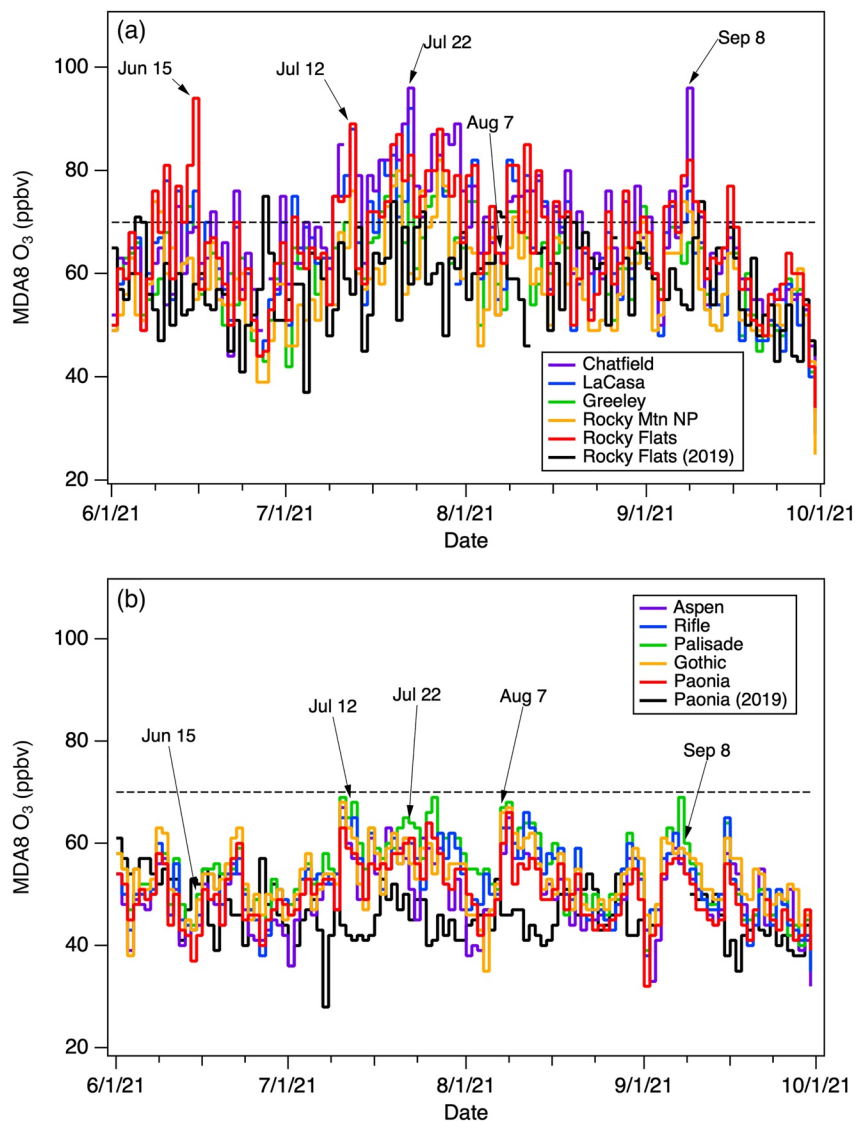 (a)
Jun 15
Jul 12
Jul 22
Aug 7
Sep 8
MDA8 O3 (ppbv)
100
80
60
40
20
Chatfield
LaCasa
Greeley
Rocky Mtn NP
Rocky Flats
Rocky Flats (2019)
6/1/21
7/1/21
8/1/21
9/1/21
10/1/21
Date
(b)
Jun 15
Jul 12
Jul 22
Aug 7
Sep 8
MDA8 O3 (ppbv)
100
80
60
40
20
Aspen
Rifle
Palisade
Gothic
Paonia
Paonia (2019)
6/1/21
7/1/21
8/1/21
9/1/21
10/1/21
Date